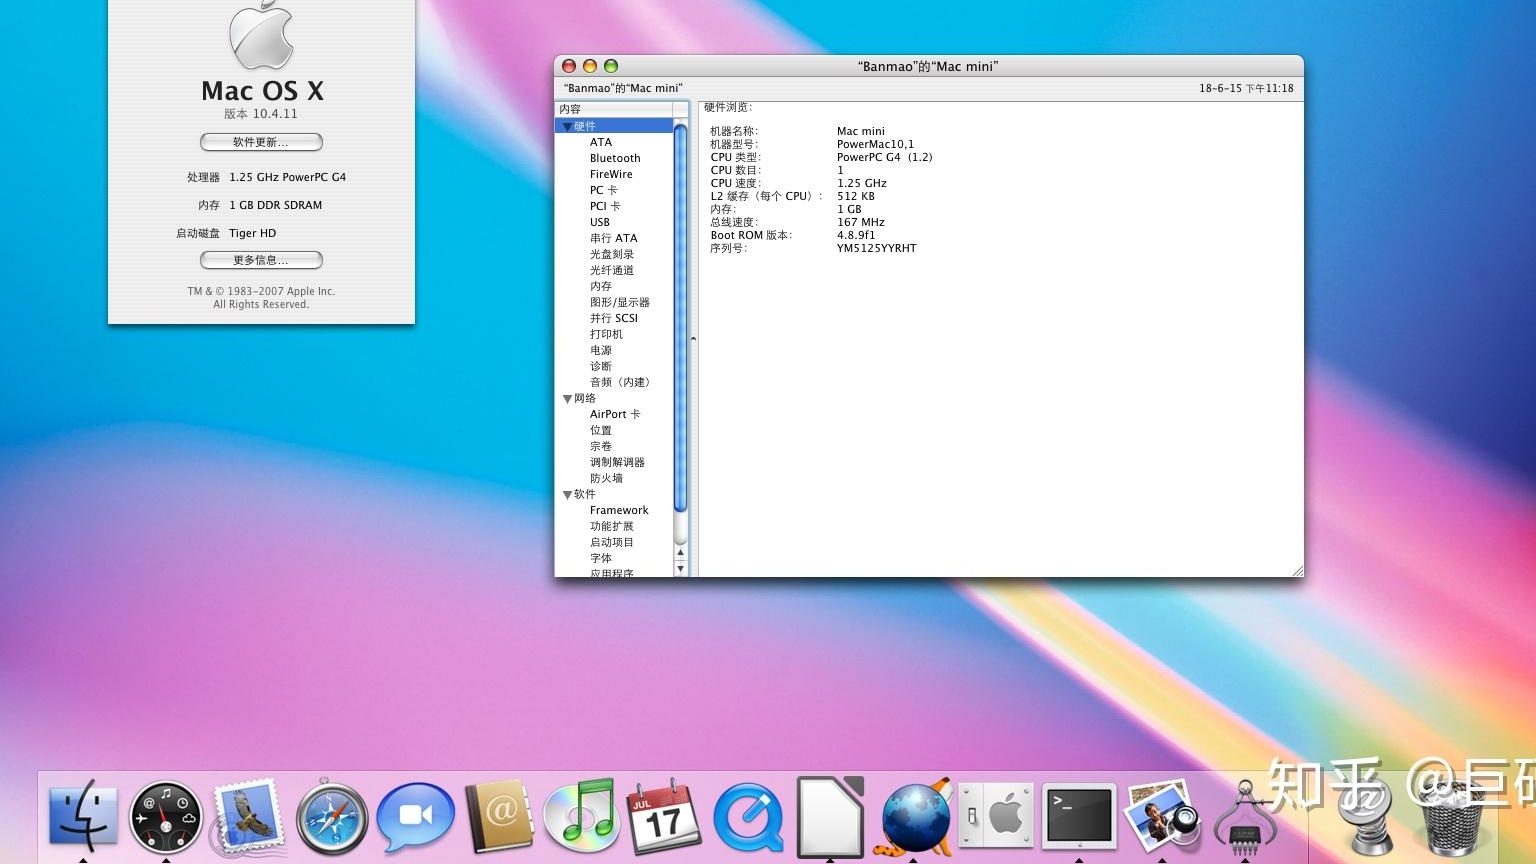 Mac OS X
版本 10.4.11
软件更新...
处理器 1.25 GHz PowerPC G4
内存 1 GB DDR SDRAM
启动磁盘 Tiger HD
更多信息...
TM & © 1983-2007 Apple Inc.
All Rights Reserved.
“Banmao”的“Mac mini”
“Banmao”的“Mac mini” 18-6-15 下午11:18
内容
硬件
ATA
Bluetooth
FireWire
PC 卡
PCI 卡
USB
串行 ATA
光盘刻录
光纤通道
内存
图形/显示器
并行 SCSI
打印机
电源
诊断
音频（内建）
网络
AirPort 卡
位置
宗卷
调制解调器
防火墙
软件
Framework
功能扩展
启动项目
字体
应用程序
硬件浏览：
机器名称： Mac mini
机器型号： PowerMac10,1
CPU 类型： PowerPC G4 (1.2)
CPU 数目： 1
CPU 速度： 1.25 GHz
L2 缓存（每个 CPU）： 512 KB
内存： 1 GB
总线速度： 167 MHz
Boot ROM 版本： 4.8.9f1
序列号： YM5125YYRHT
JUL
17
知乎 @巨硕